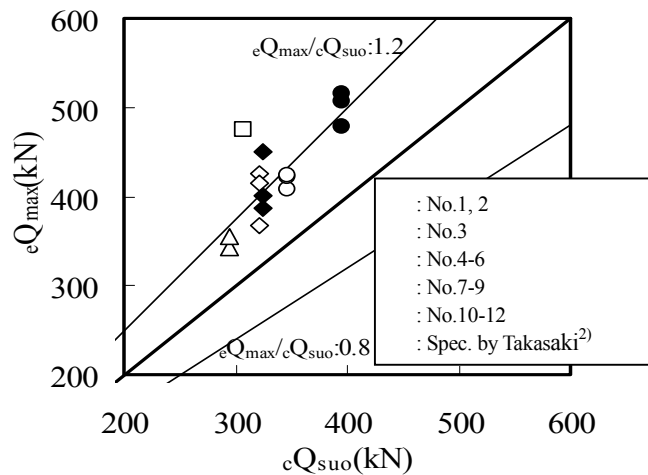 600
500
400
300
200
eQmax(kN)
eQmax/cQsuo:1.2
: No.1, 2
: No.3
: No.4-6
: No.7-9
: No.10-12
: Spec. by Takasaki2)
eQmax/cQsuo:0.8
200 300 400 500 600
cQsuo(kN)